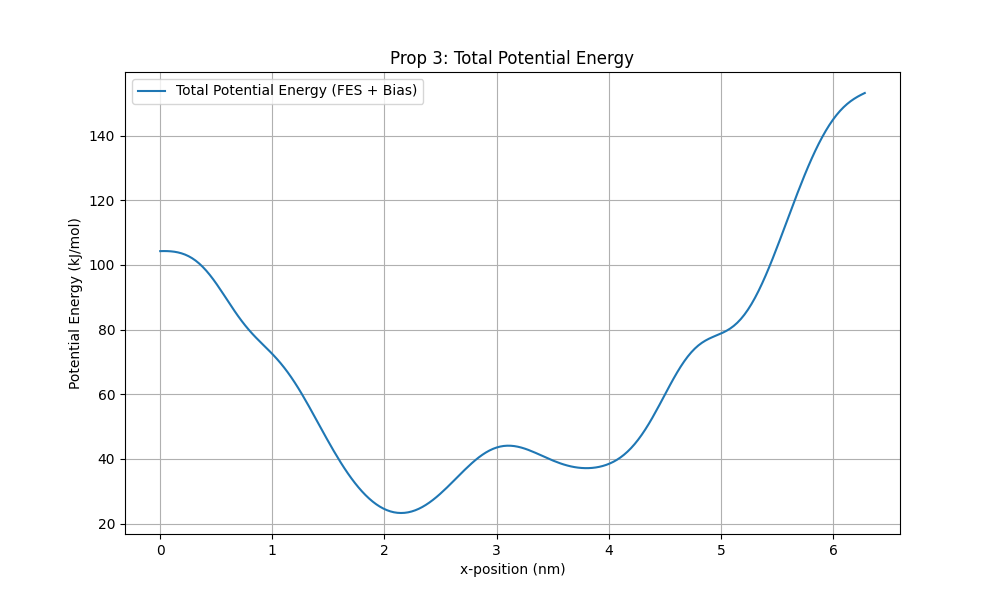 Prop 3: Total Potential Energy
Total Potential Energy (FES + Bias)
Potential Energy (kJ/mol)
140
120
100
80
60
40
20
0 1 2 3 4 5 6
x-position (nm)